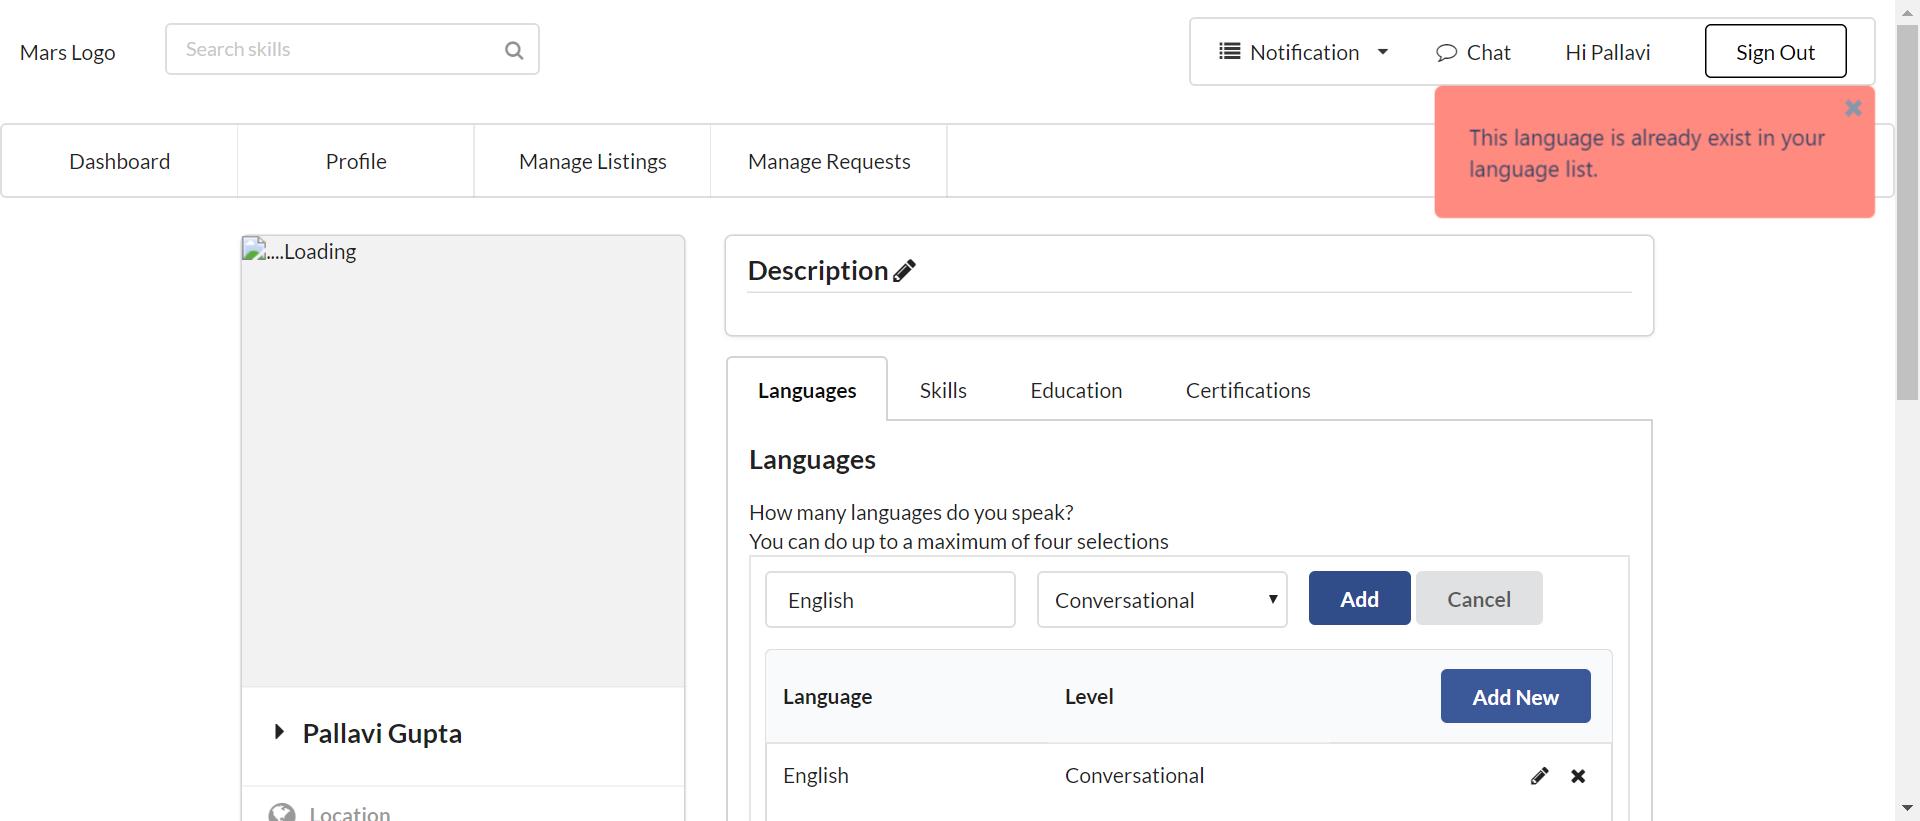 Mars Logo
Search skills
Notification
Chat
Hi Pallavi
Sign Out
This language is already exist in your
language list.
Dashboard
Profile
Manage Listings
Manage Requests
....Loading
Pallavi Gupta
Location
Description
Languages
Skills
Education
Certifications
Languages
How many languages do you speak?
You can do up to a maximum of four selections
English
Conversational
Add
Cancel
Language
Level
Add New
English
Conversational